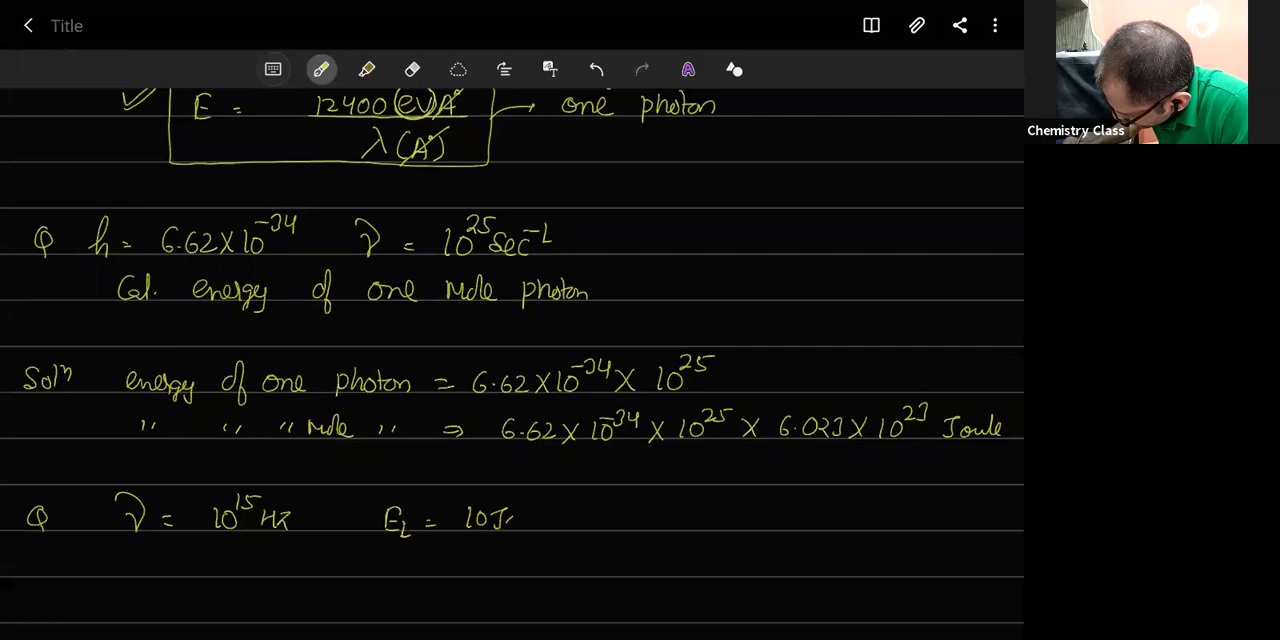 Title
E = 12400 (eV) A° / λ (A°) → one photon
Chemistry Class
Q h = 6.62 X 10^-34 ν = 10^25 Sec^-1
Cal. energy of one mole photon
Sol^n energy of one photon = 6.62 X 10^-34 X 10^25
" " " mole " ⇒ 6.62 X 10^-34 X 10^25 X 6.023 X 10^23 Joule
Q ν = 10^15 HZ E_L = 10J